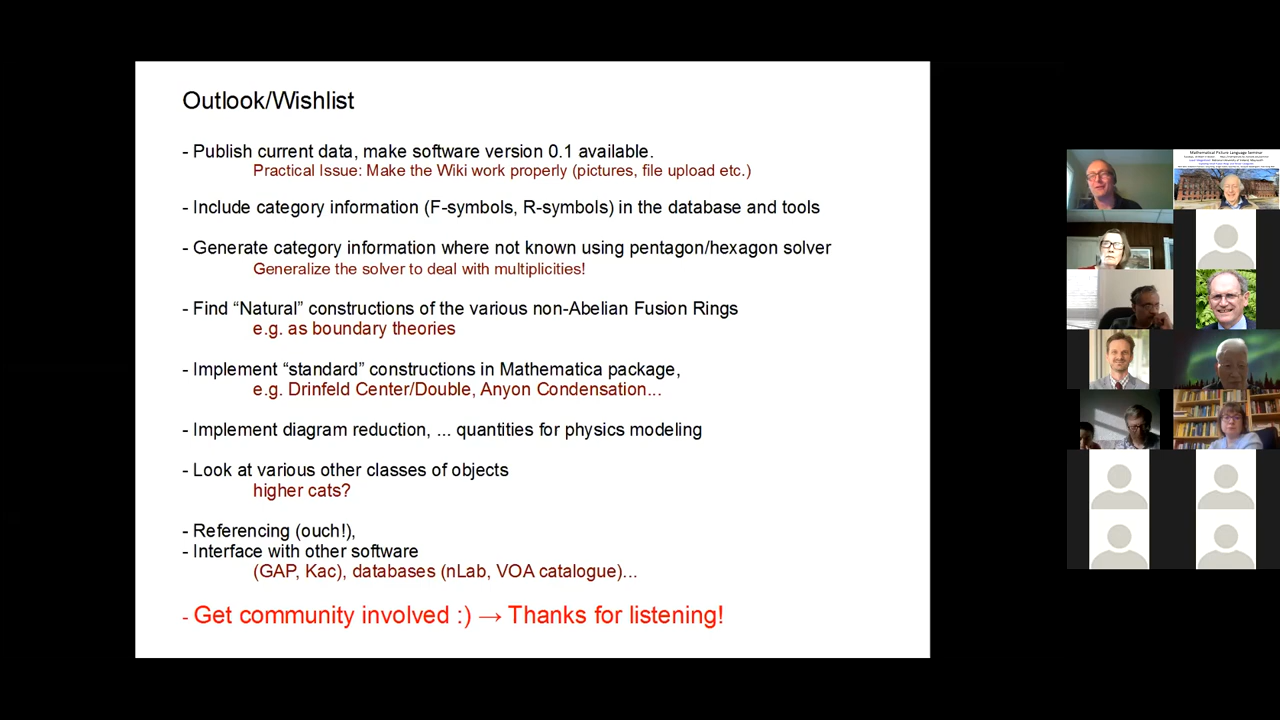 Outlook/Wishlist
- Publish current data, make software version 0.1 available.
Practical Issue: Make the Wiki work properly (pictures, file upload etc.)
- Include category information (F-symbols, R-symbols) in the database and tools
- Generate category information where not known using pentagon/hexagon solver
Generalize the solver to deal with multiplicities!
- Find “Natural” constructions of the various non-Abelian Fusion Rings
e.g. as boundary theories
- Implement “standard” constructions in Mathematica package,
e.g. Drinfeld Center/Double, Anyon Condensation...
- Implement diagram reduction, ... quantities for physics modeling
- Look at various other classes of objects
higher cats?
- Referencing (ouch!),
- Interface with other software
(GAP, Kac), databases (nLab, VOA catalogue)...
- Get community involved :) → Thanks for listening!
Mathematical Picture Language Seminar